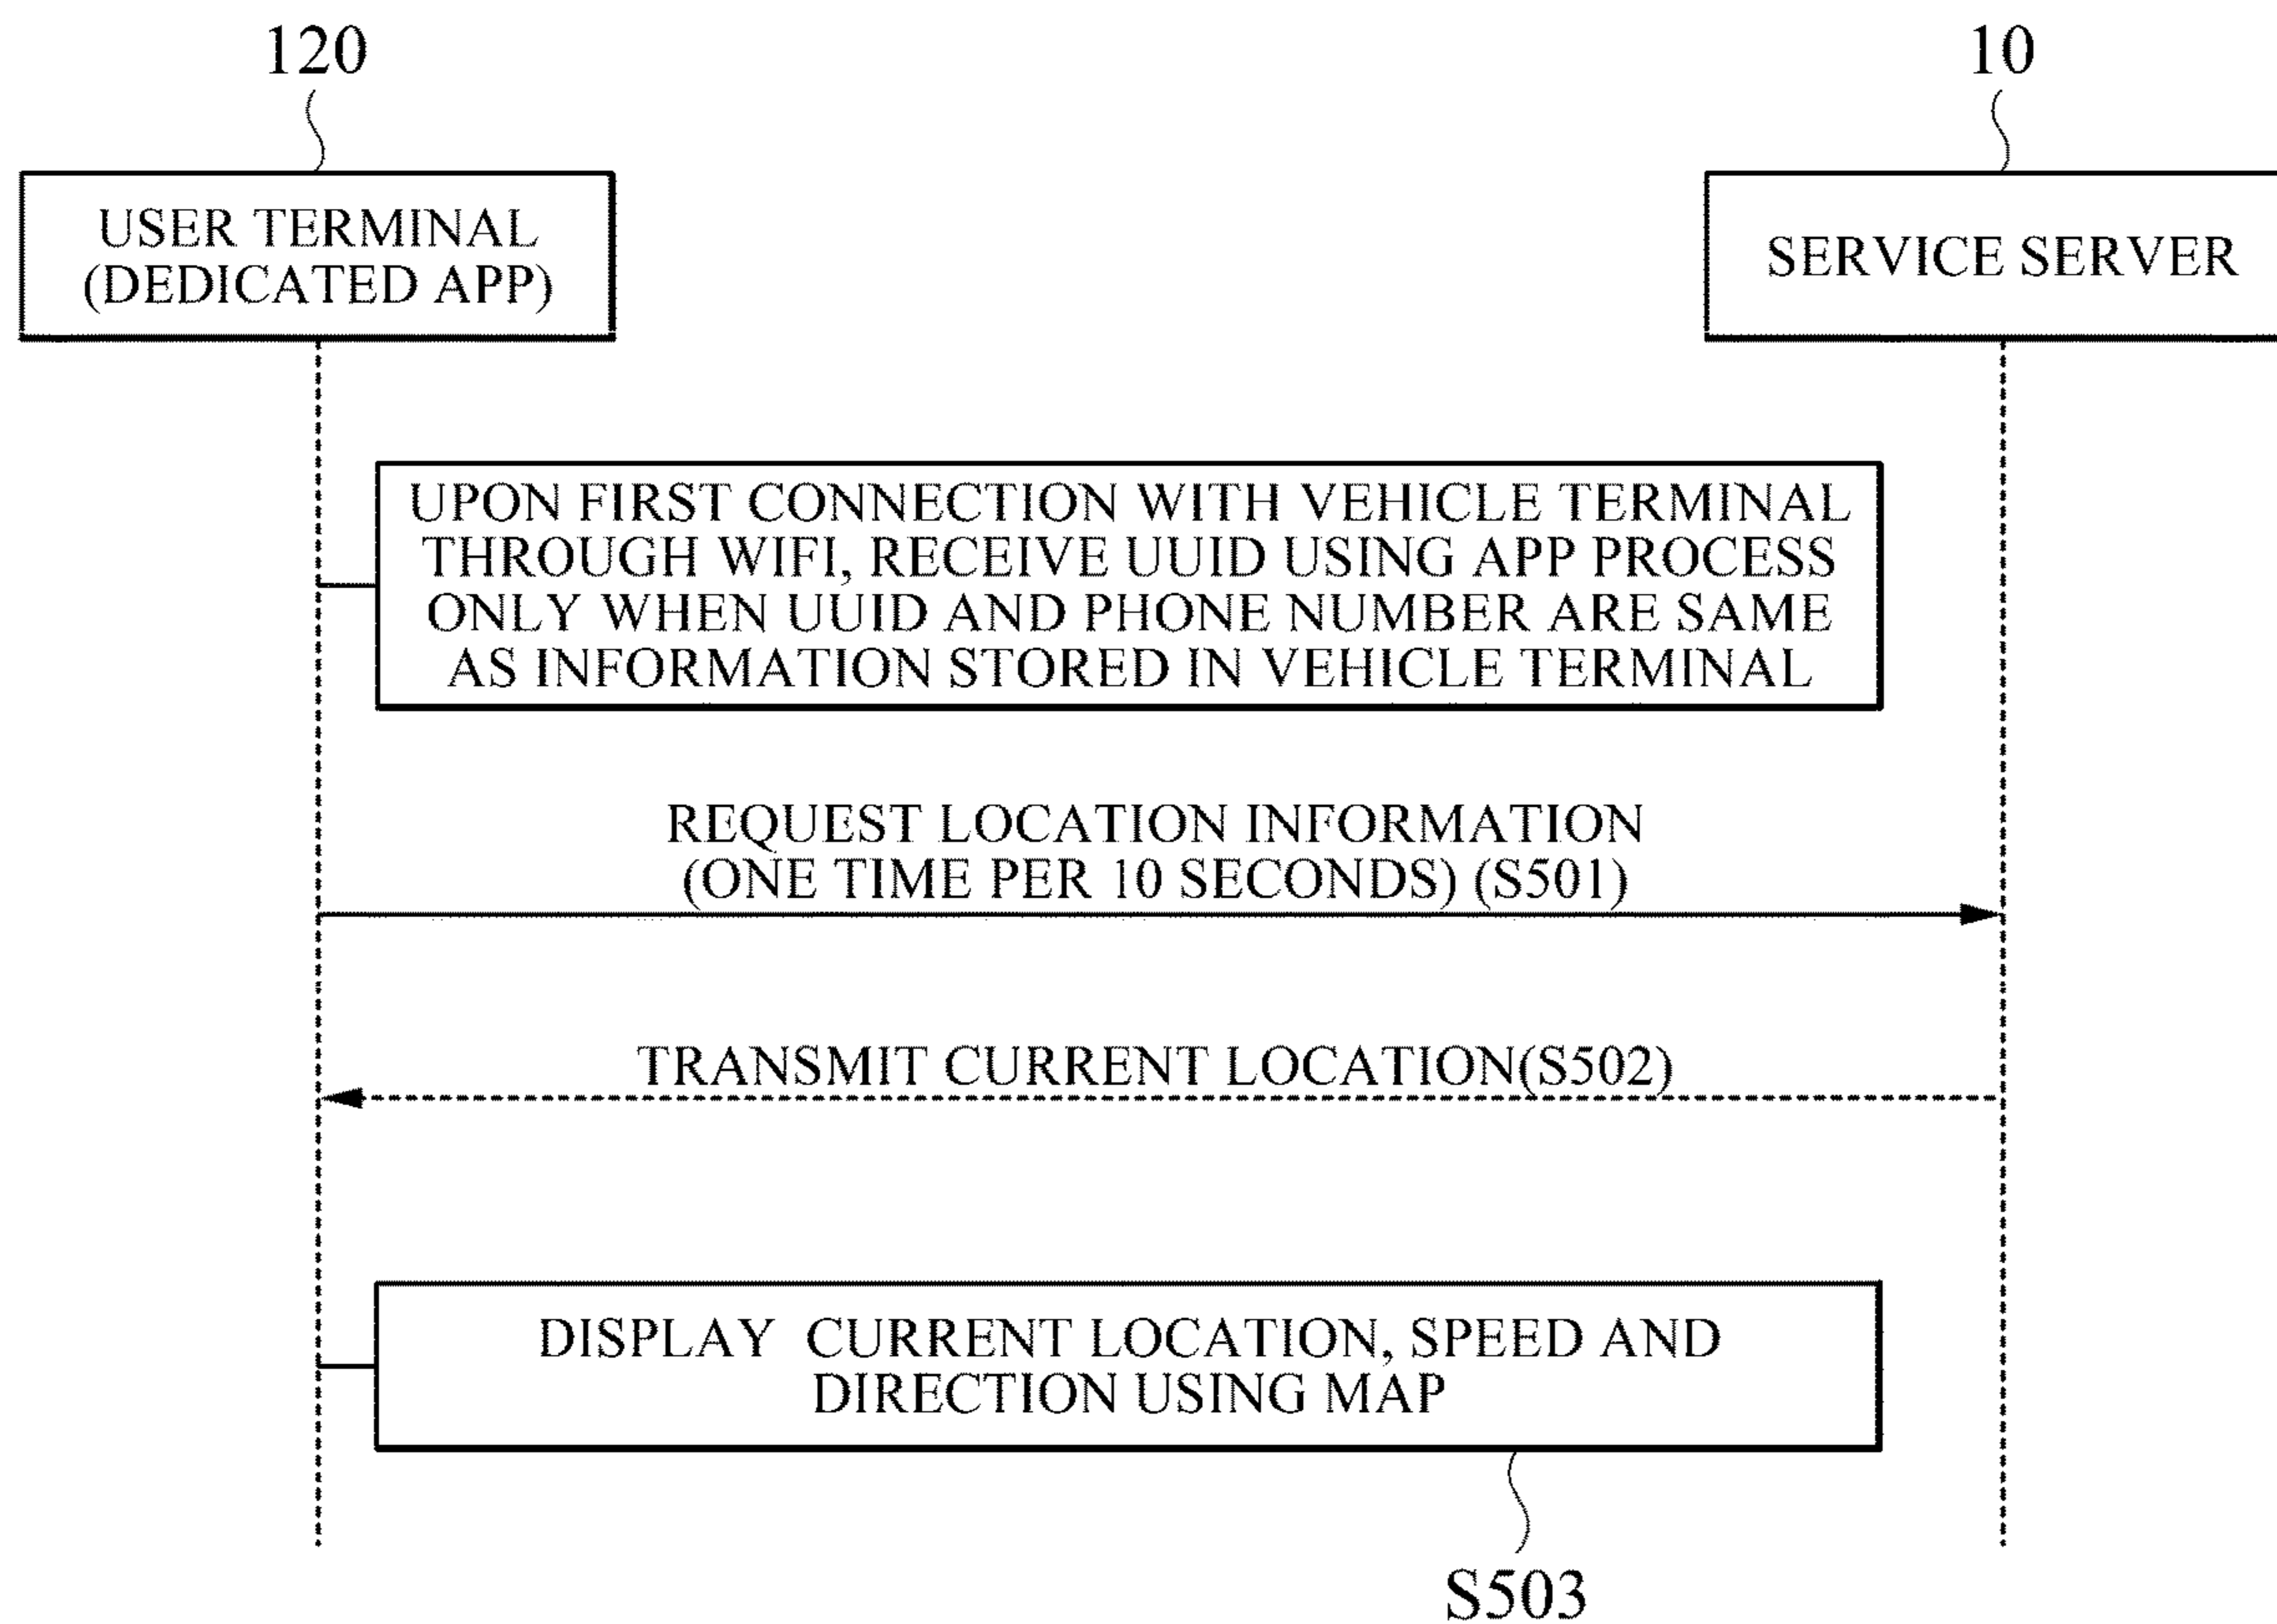 120
10
USER TERMINAL
(DEDICATED APP)
SERVICE SERVER
UPON FIRST CONNECTION WITH VEHICLE TERMINAL
THROUGH WIFI, RECEIVE UUID USING APP PROCESS
ONLY WHEN UUID AND PHONE NUMBER ARE SAME
AS INFORMATION STORED IN VEHICLE TERMINAL
REQUEST LOCATION INFORMATION
(ONE TIME PER 10 SECONDS) (S501)
TRANSMIT CURRENT LOCATION(S502)
DISPLAY CURRENT LOCATION, SPEED AND
DIRECTION USING MAP
S503